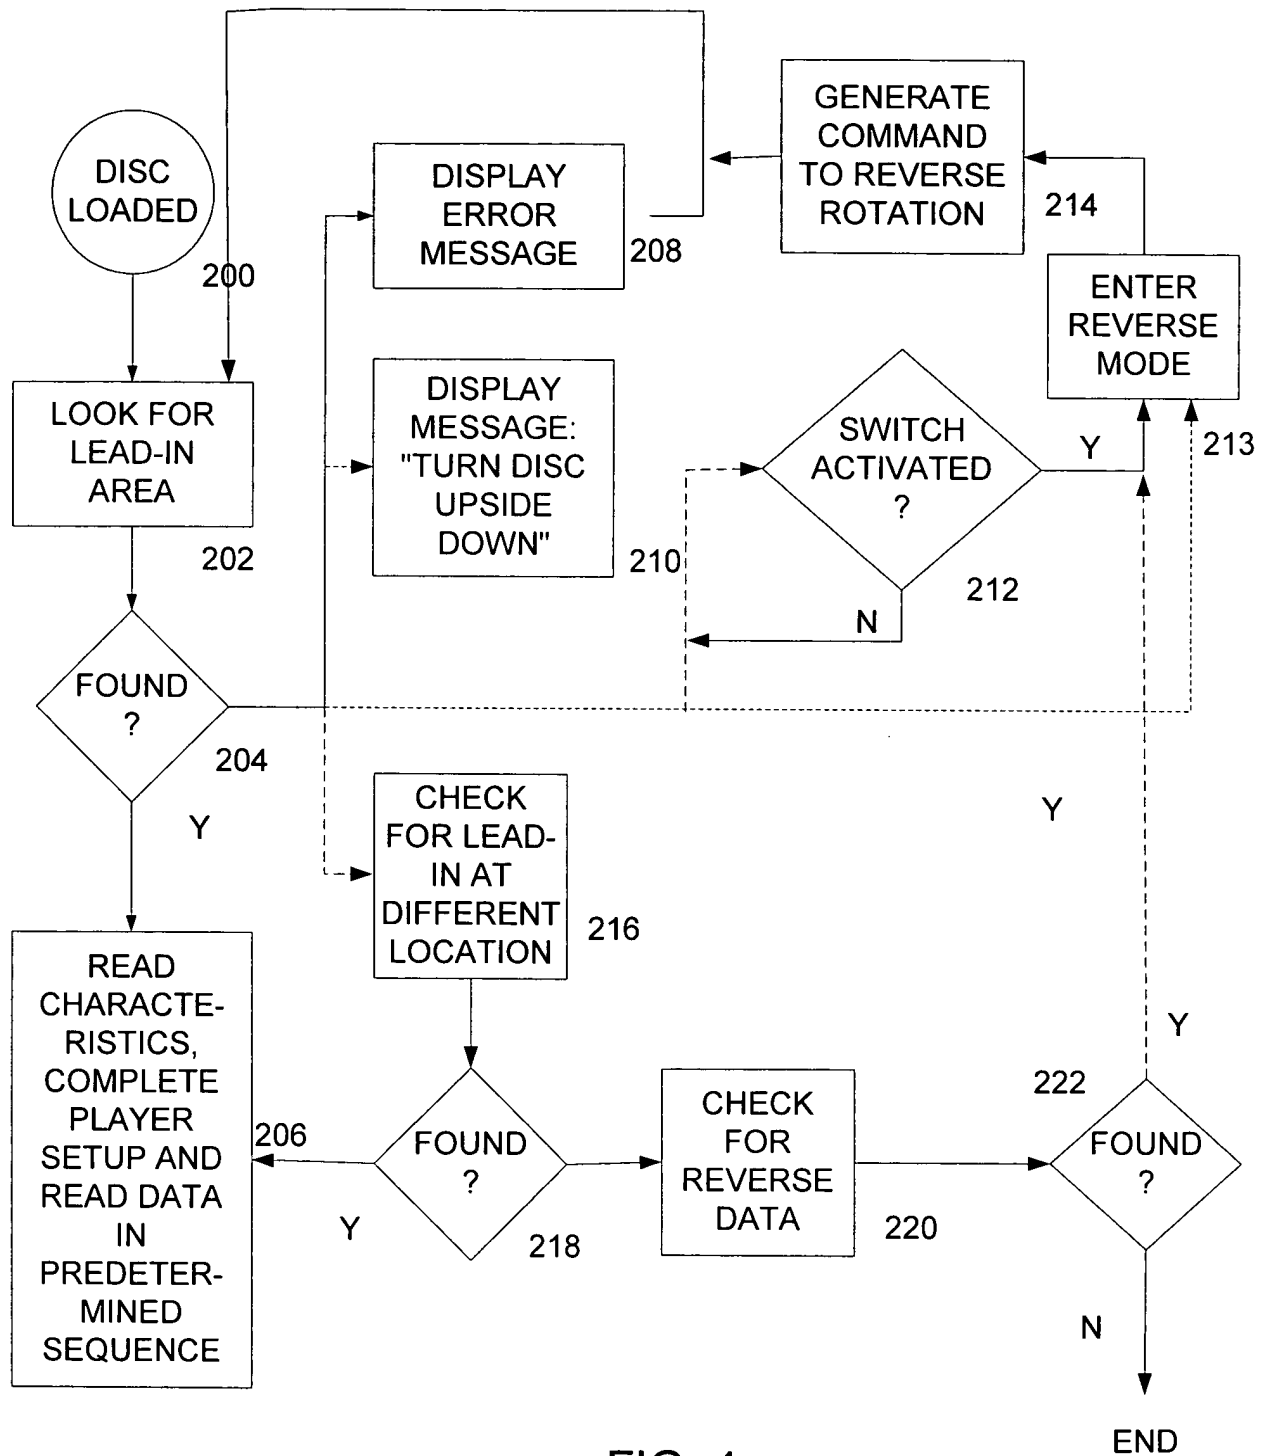 DISC
LOADED
200
DISPLAY
ERROR
MESSAGE
208
GENERATE
COMMAND
TO REVERSE
ROTATION
214
ENTER
REVERSE
MODE
213
LOOK FOR
LEAD-IN
AREA
202
DISPLAY
MESSAGE:
"TURN DISC
UPSIDE
DOWN"
210
SWITCH
ACTIVATED
?
Y
212
N
FOUND
?
204
Y
CHECK
FOR LEAD-
IN AT
DIFFERENT
LOCATION
216
Y
READ
CHARACTE-
RISTICS,
COMPLETE
PLAYER
SETUP AND
READ DATA
IN
PREDETER-
MINED
SEQUENCE
206
FOUND
?
Y
218
CHECK
FOR
REVERSE
DATA
220
Y
222
FOUND
?
N
END